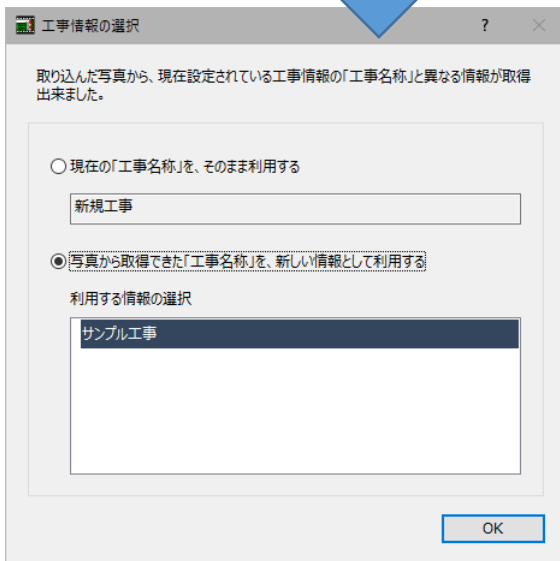 工事情報の選択
?
取り込んだ写真から、現在設定されている工事情報の「工事名称」と異なる情報が取得
出来ました。
現在の「工事名称」を、そのまま利用する
新規工事
写真から取得できた「工事名称」を、新しい情報として利用する
利用する情報の選択
サンプル工事
OK